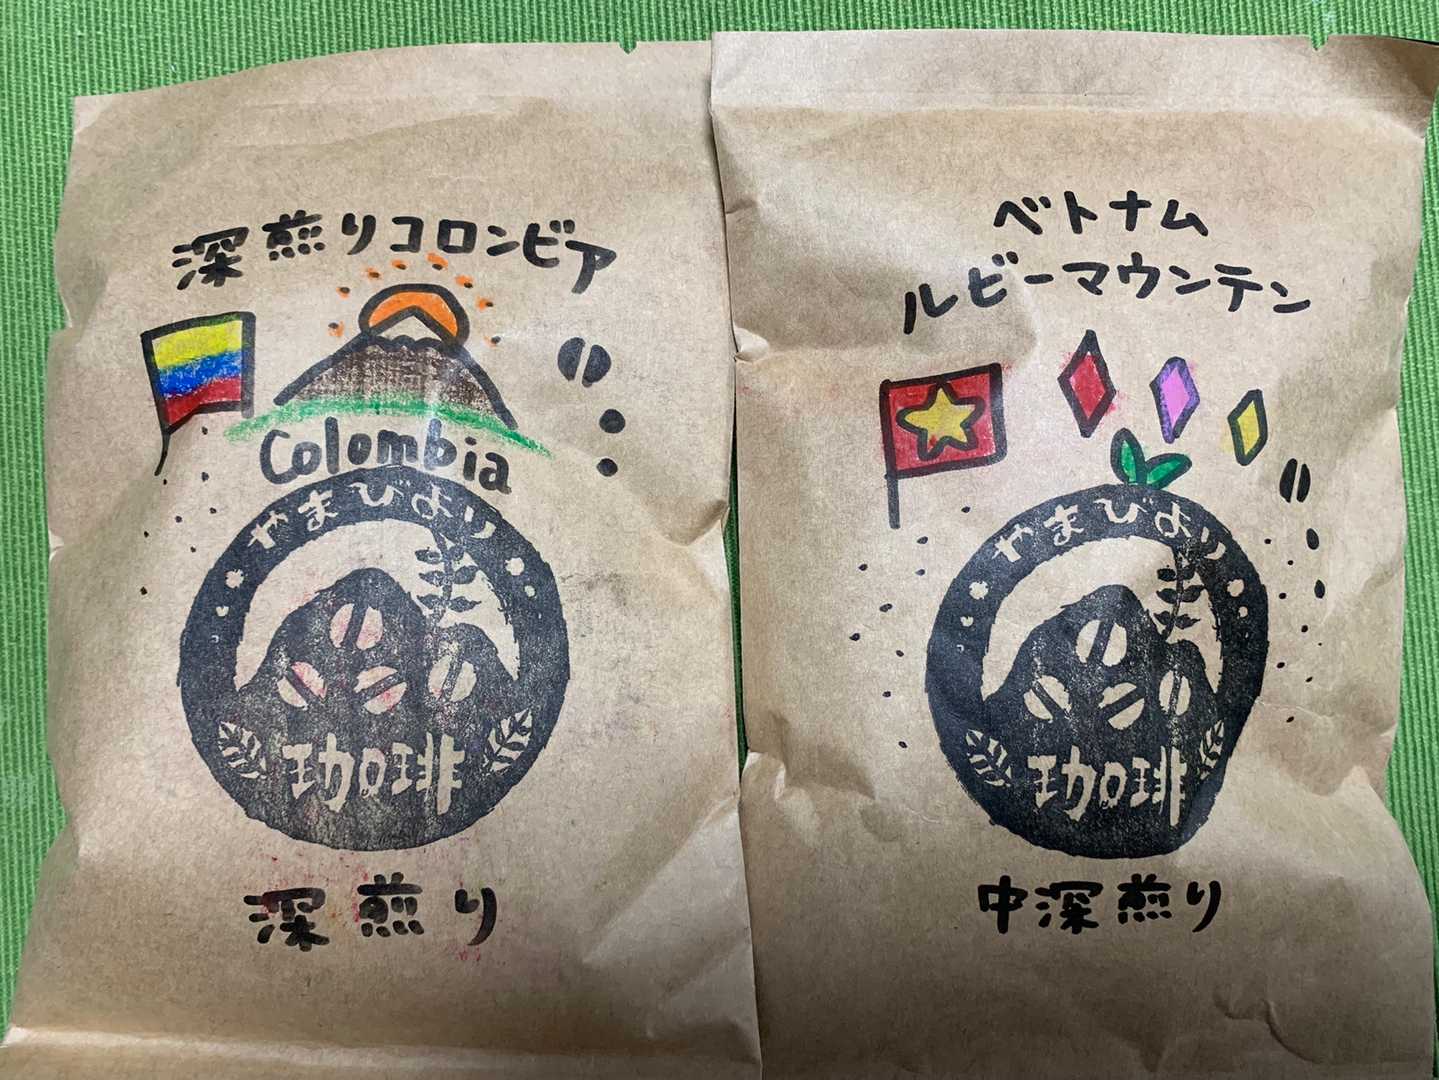 深煎りコロンビア
Colombia
やまびより
珈琲
深煎り
ベトナム
ルビーマウンテン
やまびより
珈琲
中深煎り